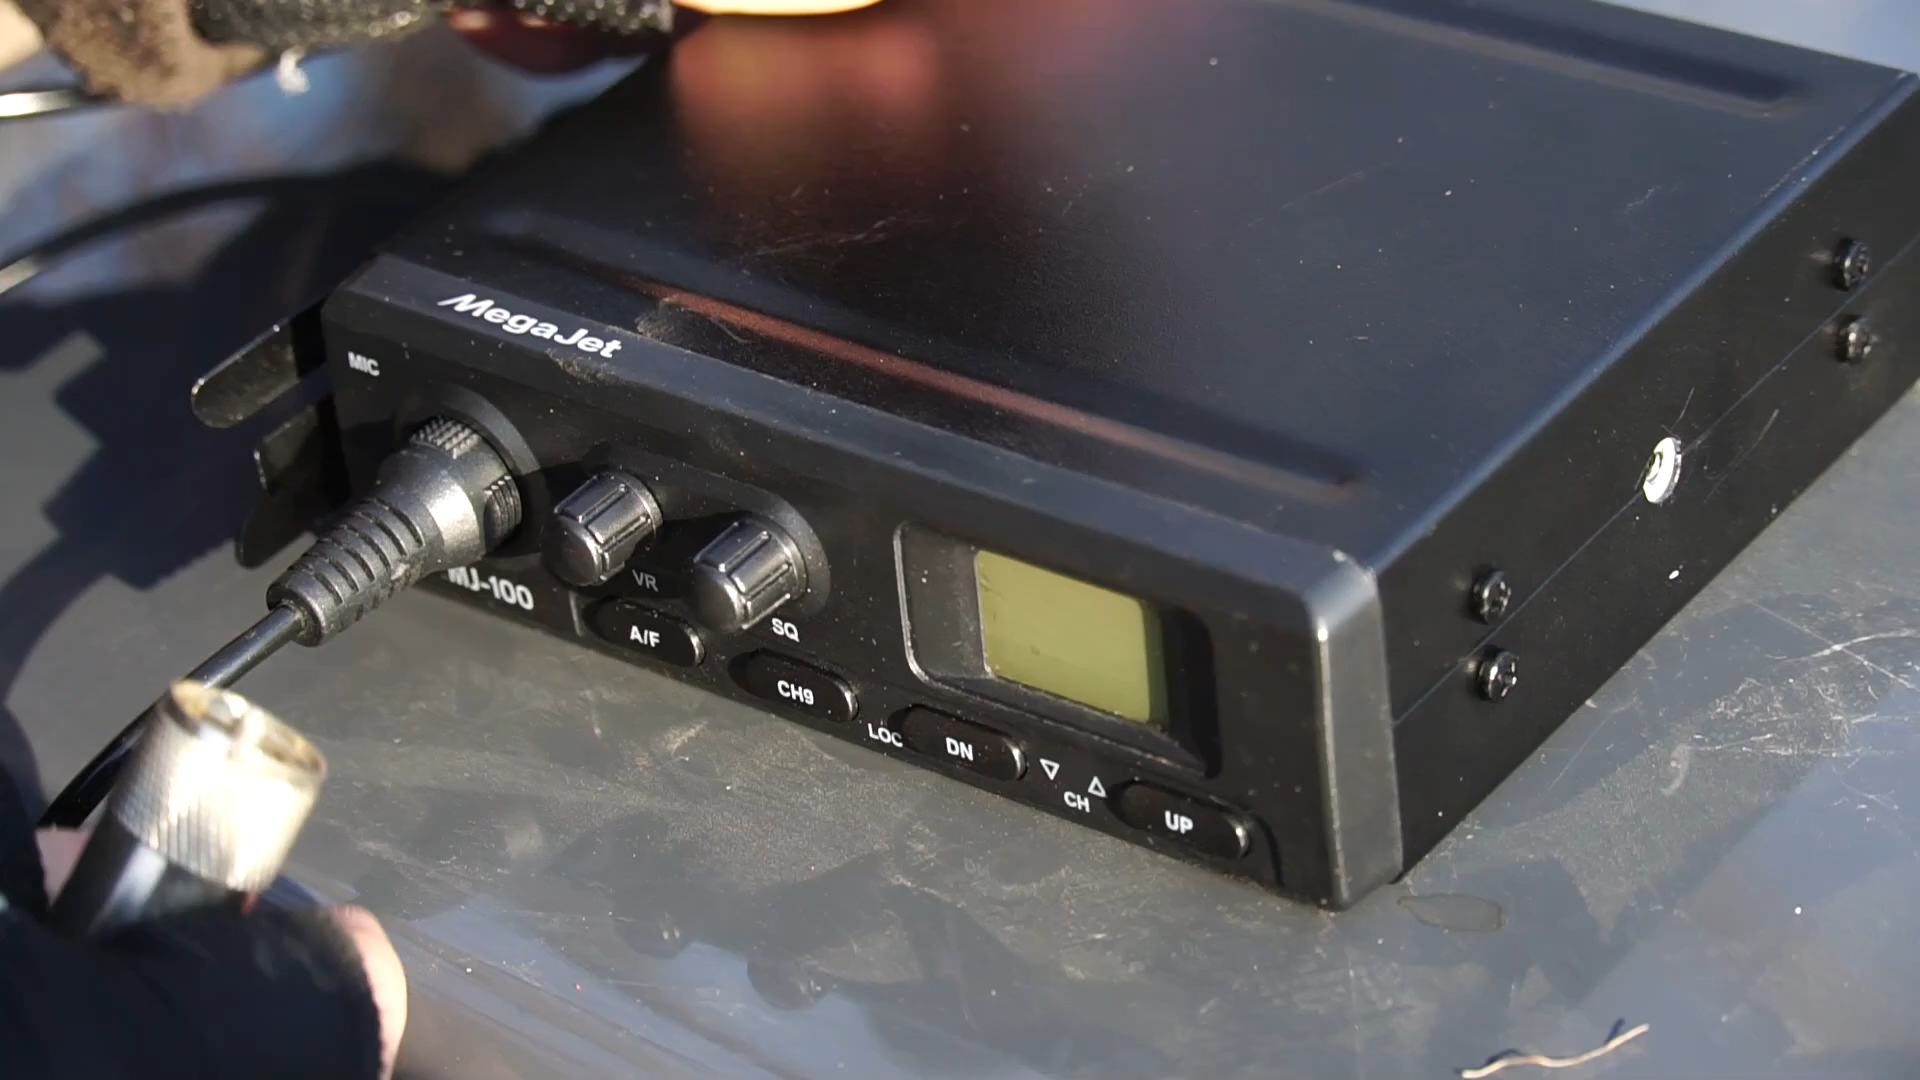 MegaJet
MIC
MJ-100
VR
SQ
A/F
CH9
LOC
DN
▽ △
CH
UP